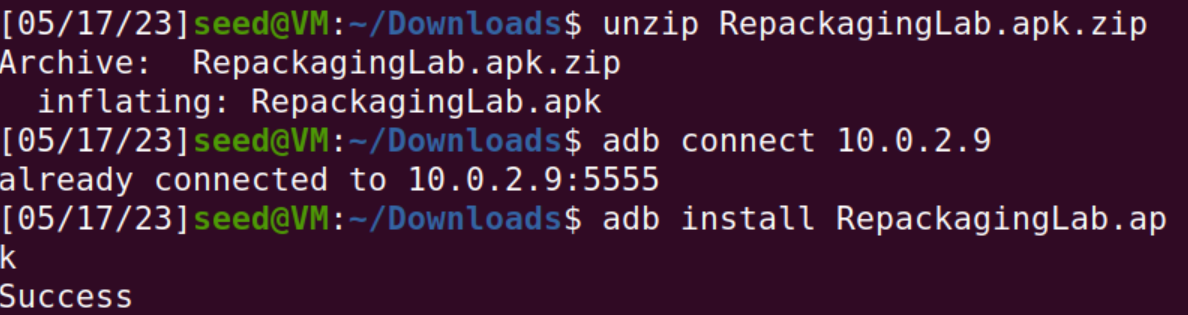 [05/17/23]seed@VM:~/Downloads$ unzip RepackagingLab.apk.zip
Archive:  RepackagingLab.apk.zip
  inflating: RepackagingLab.apk
[05/17/23]seed@VM:~/Downloads$ adb connect 10.0.2.9
already connected to 10.0.2.9:5555
[05/17/23]seed@VM:~/Downloads$ adb install RepackagingLab.ap
k
Success